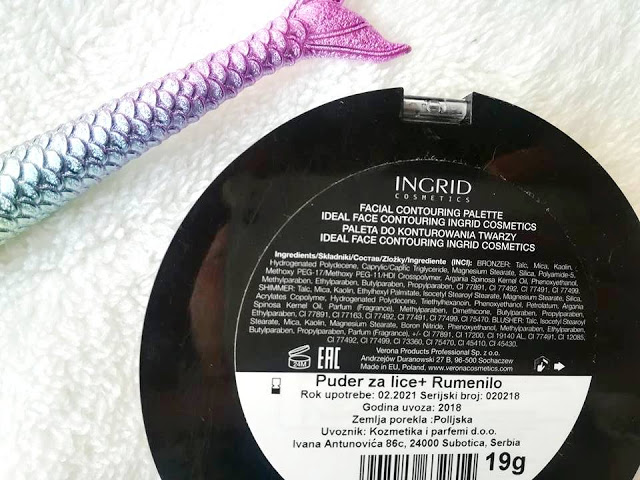 INGRID
COSMETICS
FACIAL CONTOURING PALETTE
IDEAL FACE CONTOURING INGRID COSMETICS
PALETA DO KONTUROWANIA TWARZY
IDEAL FACE CONTOURING INGRID COSMETICS
Ingredients/Składniki/Состав/Zložky/Ingrediente (INCI): BRONZER: Talc, Mica, Kaolin,
Hydrogenated Polydecene, Caprylic/Capric Triglyceride, Magnesium Stearate, Silica, Polyamide-5,
Methoxy PEG-17/Methoxy PEG-11/HDI Crosspolymer, Argania Spinosa Kernel Oil, Phenoxyethanol,
Methylparaben, Ethylparaben, Butylparaben, Propylparaben, CI 77891, CI 77492, CI 77491, CI 77499.
SHIMMER: Talc, Mica, Kaolin, Ethylhexyl Palmitate, Isocetyl Stearoyl Stearate, Magnesium Stearate, Silica,
Acrylates Copolymer, Hydrogenated Polydecene, Triethylhexanoin, Phenoxyethanol, Petrolatum, Argania
Spinosa Kernel Oil, Parfum (Fragrance), Methylparaben, Dimethicone, Butylparaben, Propylparaben,
Ethylparaben, CI 77891, CI 77163, CI 77492, CI 77491, CI 77499, CI 75470. BLUSHER: Talc, Isocetyl Stearoyl
Stearate, Mica, Kaolin, Magnesium Stearate, Boron Nitride, Phenoxyethanol, Methylparaben, Ethylparaben,
Butylparaben, Propylparaben, Parfum (Fragrance), +/- CI 77891, CI 17200, CI 19140 AL, CI 77491, CI 12085,
CI 77492, CI 77499, CI 73360, CI 75470, CI 45410, CI 45430.
24M
EAC
Verona Products Professional Sp. z o.o.
Andrzejów Duranowski 27 B, 96-500 Sochaczew
Made in EU, Poland, www.veronacosmetics.com
Puder za lice+ Rumenilo
Rok upotrebe: 02.2021 Serijski broj: 020218
Godina uvoza: 2018
Zemlja porekla :Polljska
Uvoznik: Kozmetika i parfemi d.o.o.
Ivana Antunovića 86c, 24000 Subotica, Serbia
19g